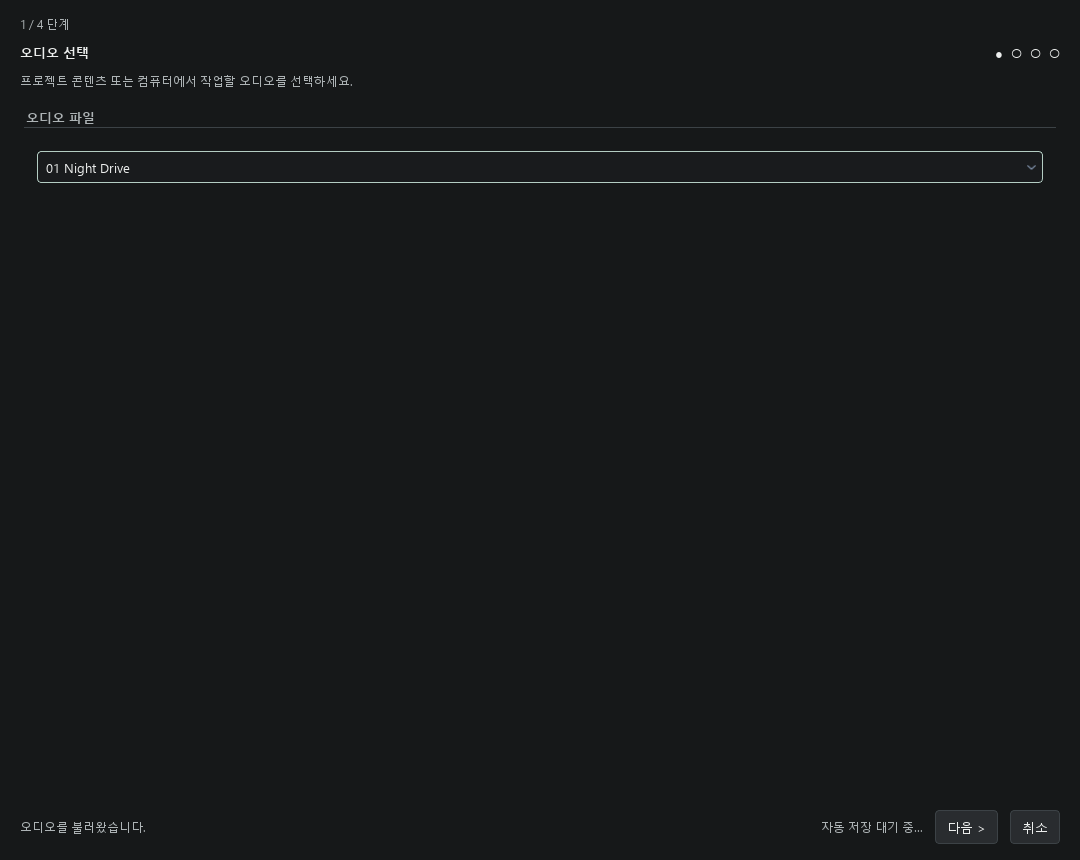 1 / 4 단계
오디오 선택
프로젝트 콘텐츠 또는 컴퓨터에서 작업할 오디오를 선택하세요.
오디오 파일
01 Night Drive
오디오를 불러왔습니다.
자동 저장 대기 중...
다음 >
취소